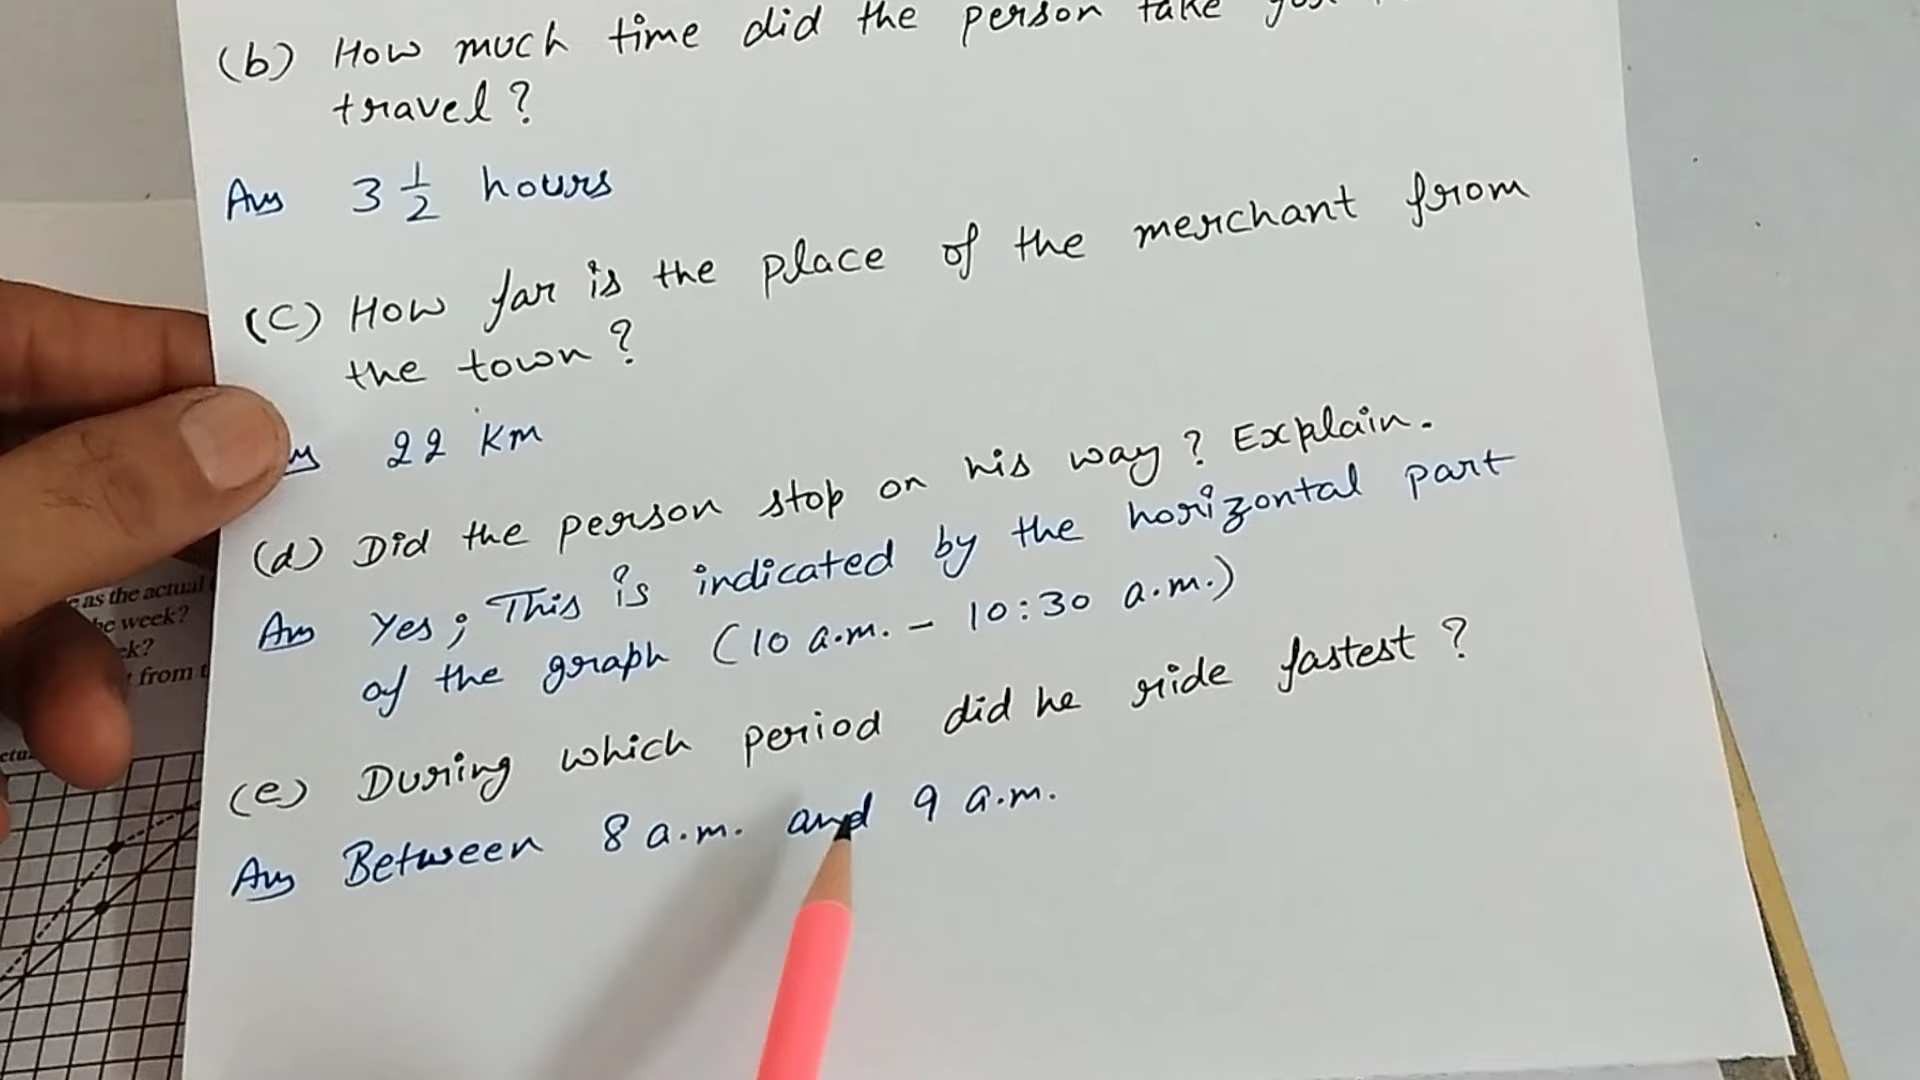 (b) How much time did the person take
travel?
Ans 3 1/2 hours
(C) How far is the place of the merchant from
the town?
22 km
(d) Did the person stop on his way? Explain.
Ans Yes; This is indicated by the horizontal part
of the graph (10 a.m. - 10:30 a.m.)
(e) During which period did he ride fastest?
Ans Between 8 a.m. and 9 a.m.
as the actual
week?
from